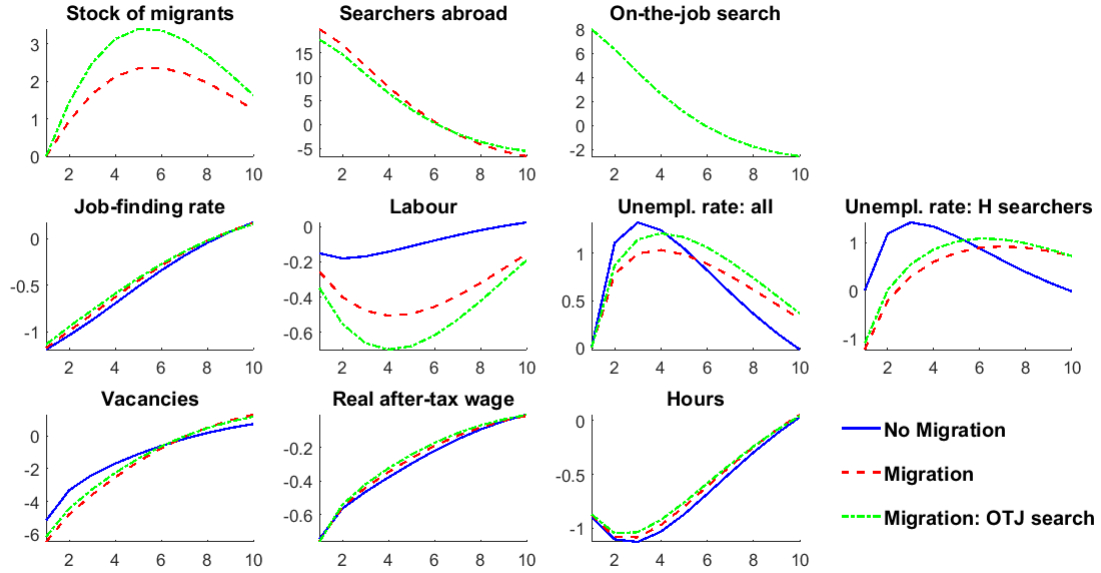 Stock of migrants
Searchers abroad
On-the-job search
3
2
1
0
2 4 6 8 10
20
15
10
5
0
-5
2 4 6 8 10
8
6
4
2
0
-2
2 4 6 8 10
Job-finding rate
Labour
Unempl. rate: all
Unempl. rate: H searchers
0
-0.5
-1
2 4 6 8 10
0
-0.2
-0.4
-0.6
2 4 6 8 10
1
0.5
0
2 4 6 8 10
1
0
-1
2 4 6 8 10
Vacancies
Real after-tax wage
Hours
0
-2
-4
-6
2 4 6 8 10
-0.2
-0.4
-0.6
2 4 6 8 10
0
-0.5
-1
2 4 6 8 10
No Migration
Migration
Migration: OTJ search